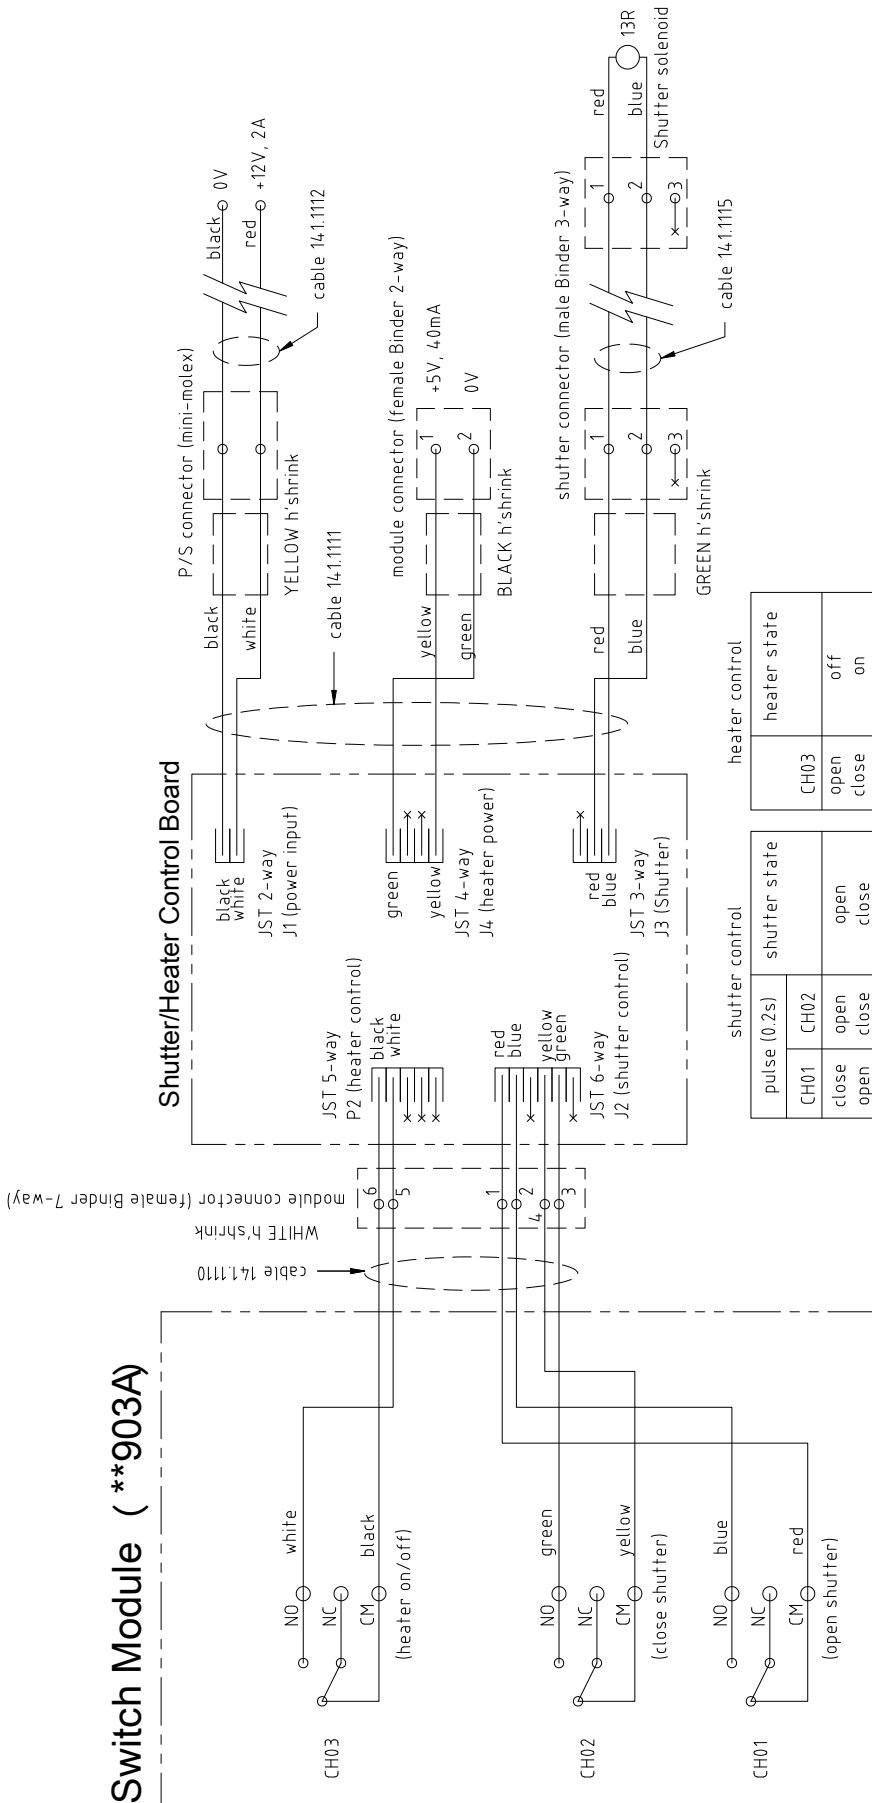 Switch Module ( **903A)
CH03
NO
NC
CM
white
black
(heater on/off)
CH02
NO
NC
CM
green
yellow
(close shutter)
CH01
NO
NC
CM
blue
red
(open shutter)
cable 141.1110
WHITE h'shrink
module connector (female Binder 7-way)
6
5
1
2
4
3
Shutter/Heater Control Board
JST 5-way
P2 (heater control)
black
white
red
blue
yellow
green
JST 6-way
J2 (shutter control)
black
white
JST 2-way
J1 (power input)
green
yellow
JST 4-way
J4 (heater power)
red
blue
JST 3-way
J3 (Shutter)
cable 141.1111
black
white
P/S connector (mini-molex)
YELLOW h'shrink
cable 141.1112
black
0V
red
+12V, 2A
yellow
green
module connector (female Binder 2-way)
BLACK h'shrink
1
2
+5V, 40mA
0V
red
blue
shutter connector (male Binder 3-way)
GREEN h'shrink
1
2
3
cable 141.1115
1
2
3
red
blue
13R
Shutter solenoid
shutter control
pulse (0.2s) shutter state
CH01 CH02
close open open
open close close
heater control
CH03 heater state
open off
close on